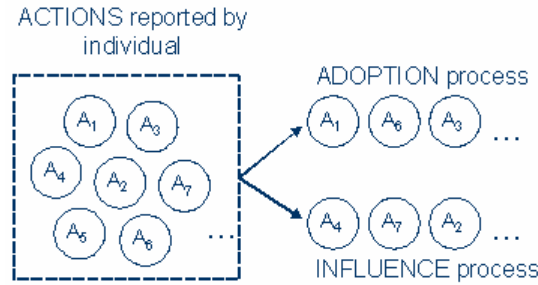 ACTIONS reported by
individual
A1 A3
A4 A2 A7
A5 A6 ...
ADOPTION process
A1 A6 A3 ...
A4 A7 A2 ...
INFLUENCE process